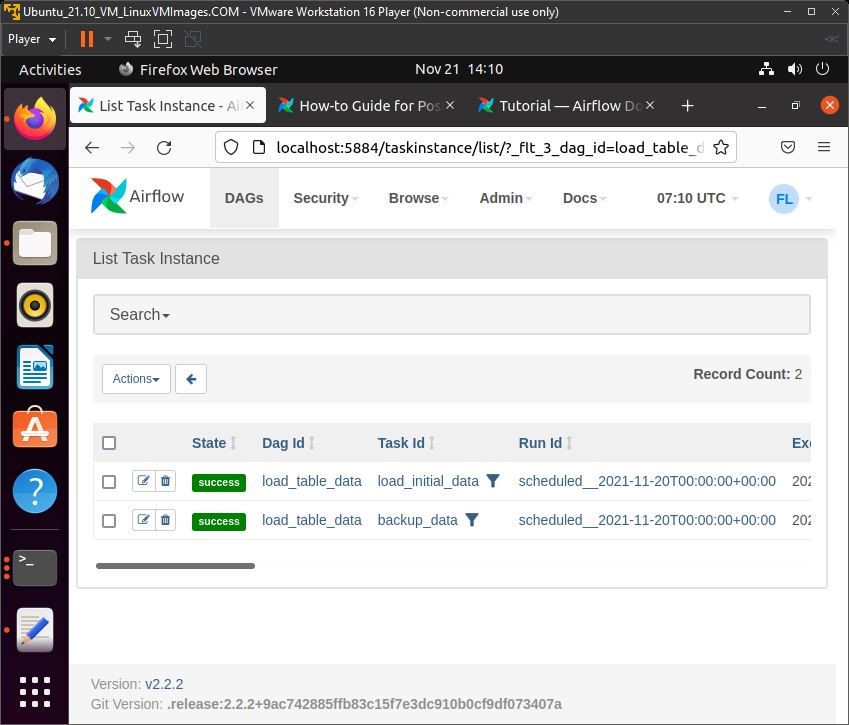 Ubuntu_21.10_VM_LinuxVMImages.COM - VMware Workstation 16 Player (Non-commercial use only)
Player
Activities Firefox Web Browser Nov 21 14:10
List Task Instance - Ai How-to Guide for Pos Tutorial — Airflow Do
localhost:5884/taskinstance/list/?_flt_3_dag_id=load_table_d
Airflow DAGs Security Browse Admin Docs 07:10 UTC FL
List Task Instance
Search
Actions Record Count: 2
State Dag Id Task Id Run Id Exe
success load_table_data load_initial_data scheduled__2021-11-20T00:00:00+00:00 202
success load_table_data backup_data scheduled__2021-11-20T00:00:00+00:00 202
Version: v2.2.2
Git Version: .release:2.2.2+9ac742885ffb83c15f7e3dc910b0cf9df073407a